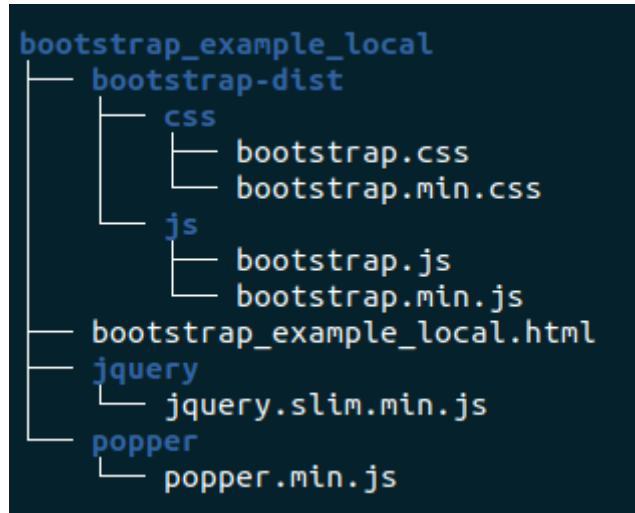 bootstrap_example_local
bootstrap-dist
css
bootstrap.css
bootstrap.min.css
js
bootstrap.js
bootstrap.min.js
bootstrap_example_local.html
jquery
jquery.slim.min.js
popper
popper.min.js